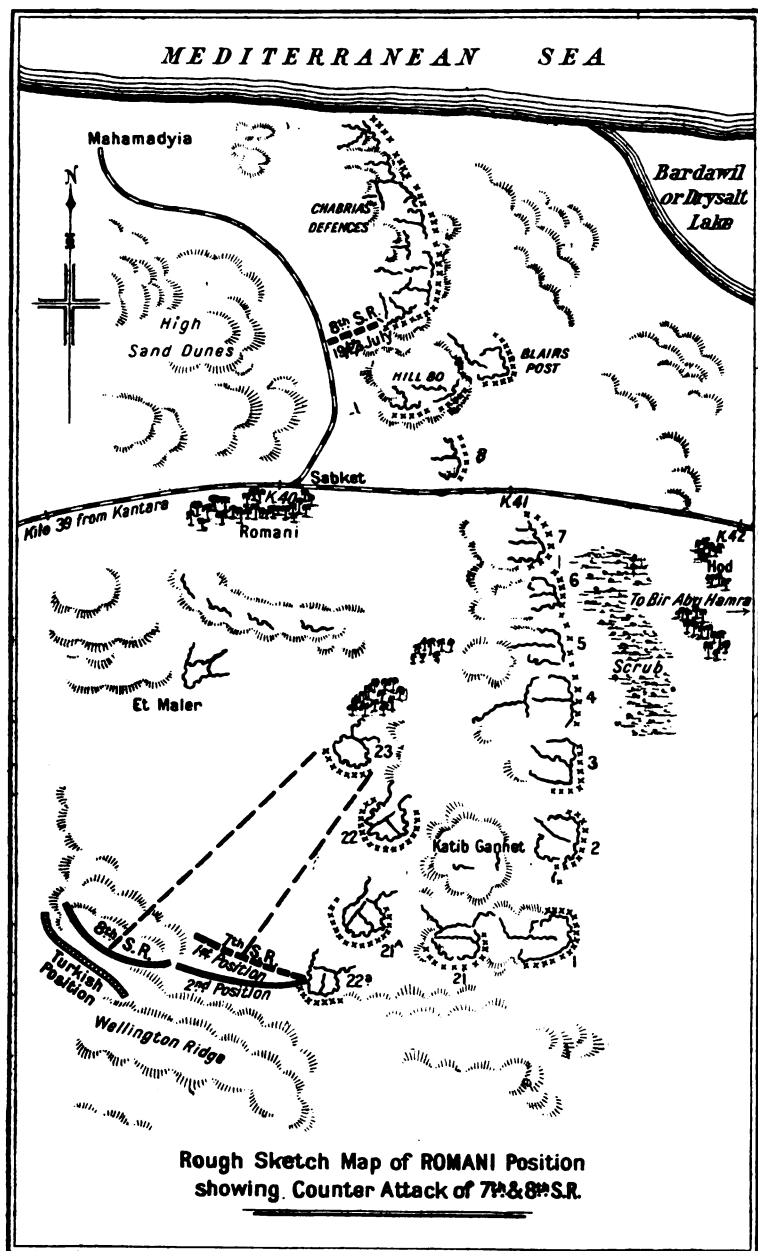 MEDITERRANEAN SEA
Mahamadyia
N
Bardawil
or Drysalt
Lake
CHABRIAS
DEFENCES
High
Sand Dunes
8th S.R.
July
BLAIRS
POST
HILL 80
8
Sabket
K.40
K.41
K.42
Kilo 39 from Kantara
Romani
7
6
Hod
To Bir Abu Hamra
5
Scrub
4
Et Maler
23
3
22
Katib Gannet
2
8th S.R.
7th S.R.
1st Position
2nd Position
21A
21
1
22a
Turkish
Position
Wellington Ridge
Rough Sketch Map of ROMANI Position
showing Counter Attack of 7th & 8th S.R.